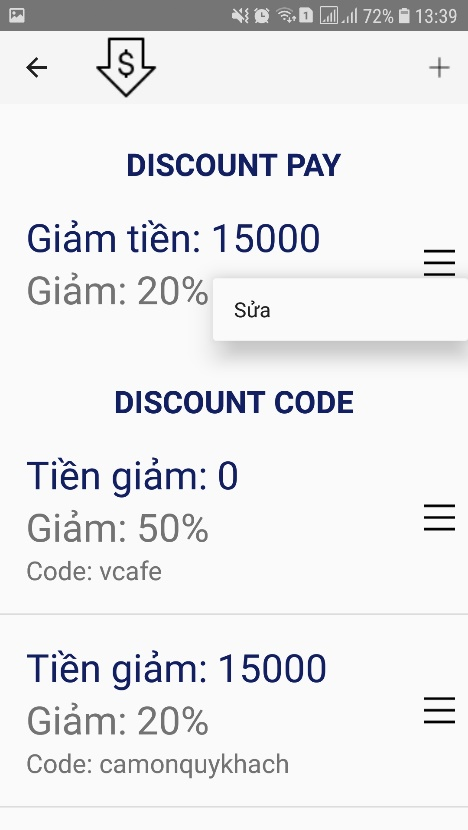 72% 13:39
$
DISCOUNT PAY
Giảm tiền: 15000
Giảm: 20%
Sửa
DISCOUNT CODE
Tiền giảm: 0
Giảm: 50%
Code: vcafe
Tiền giảm: 15000
Giảm: 20%
Code: camonquykhach